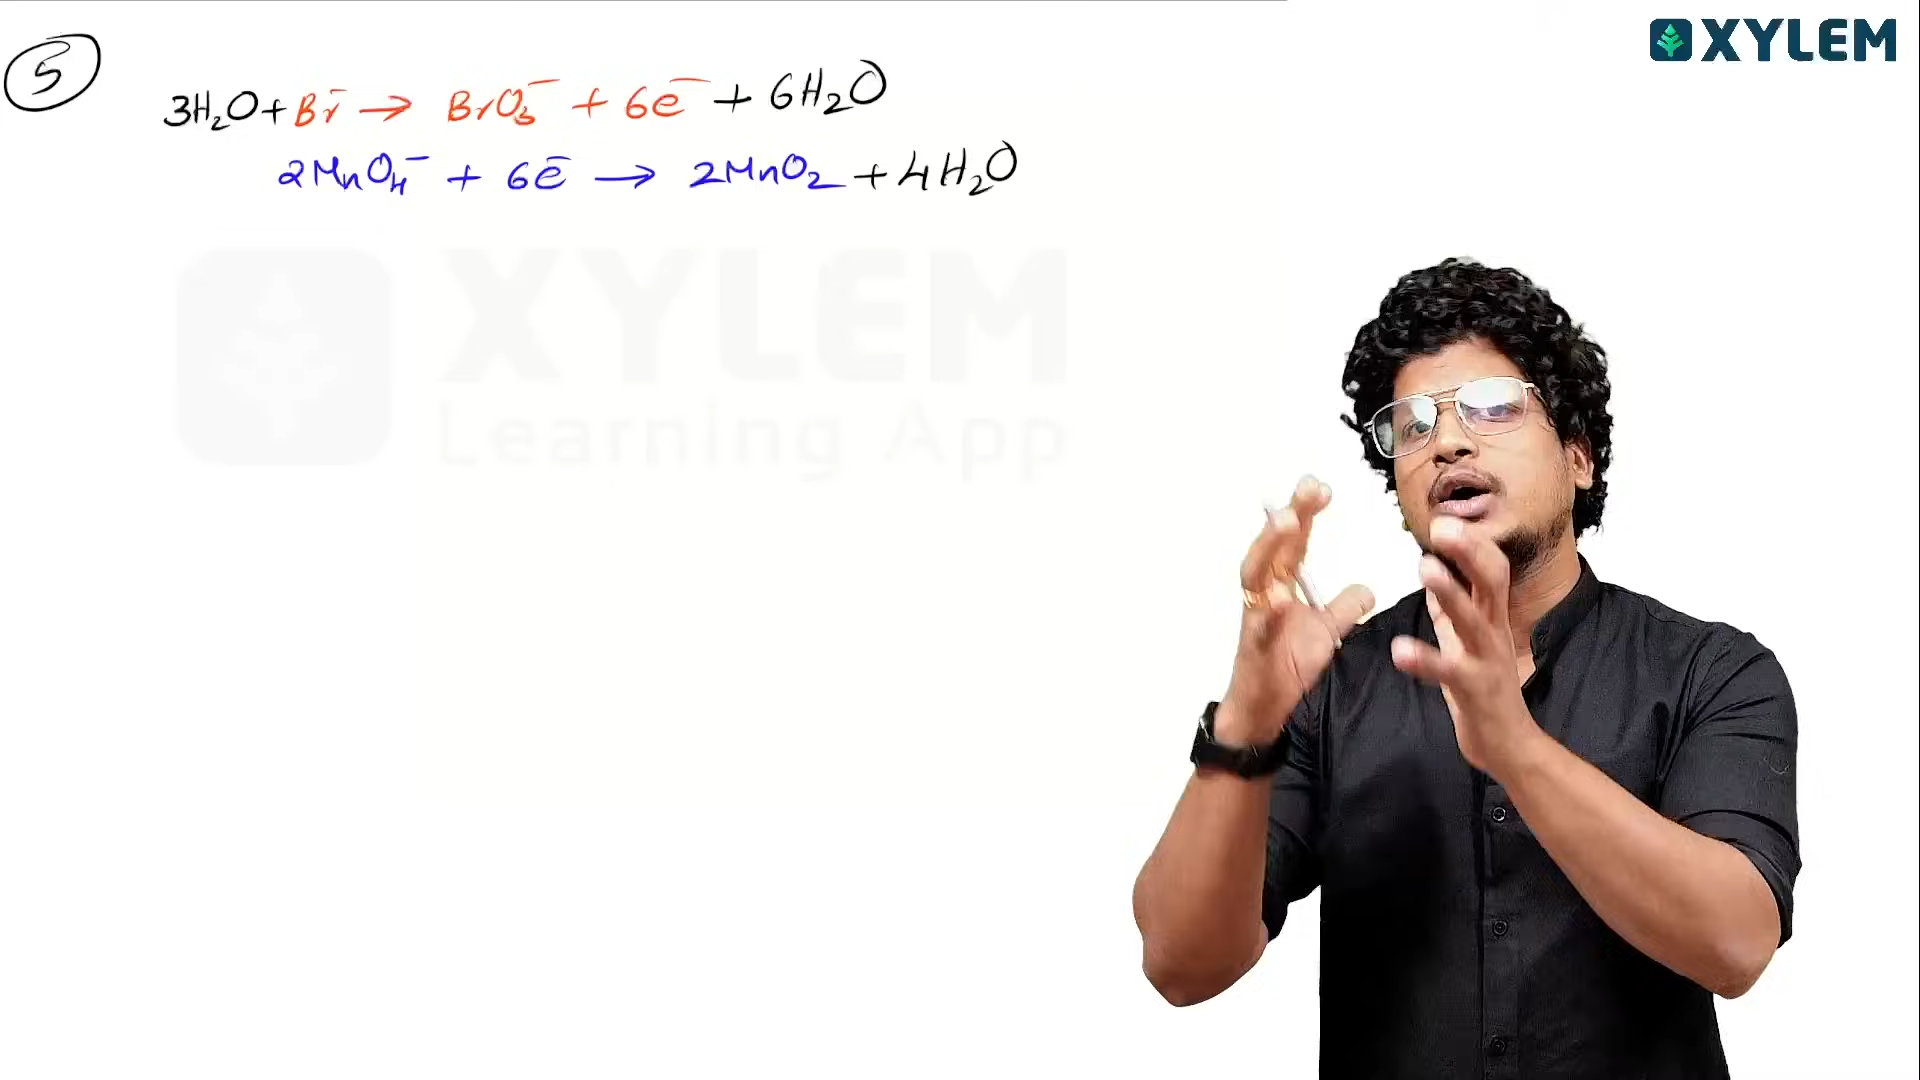 XYLEM
5
3H₂O + Br⁻ → BrO₃⁻ + 6e⁻ + 6H₂O
2MnO₄⁻ + 6e⁻ → 2MnO₂ + 4H₂O
XYLEM
Learning App